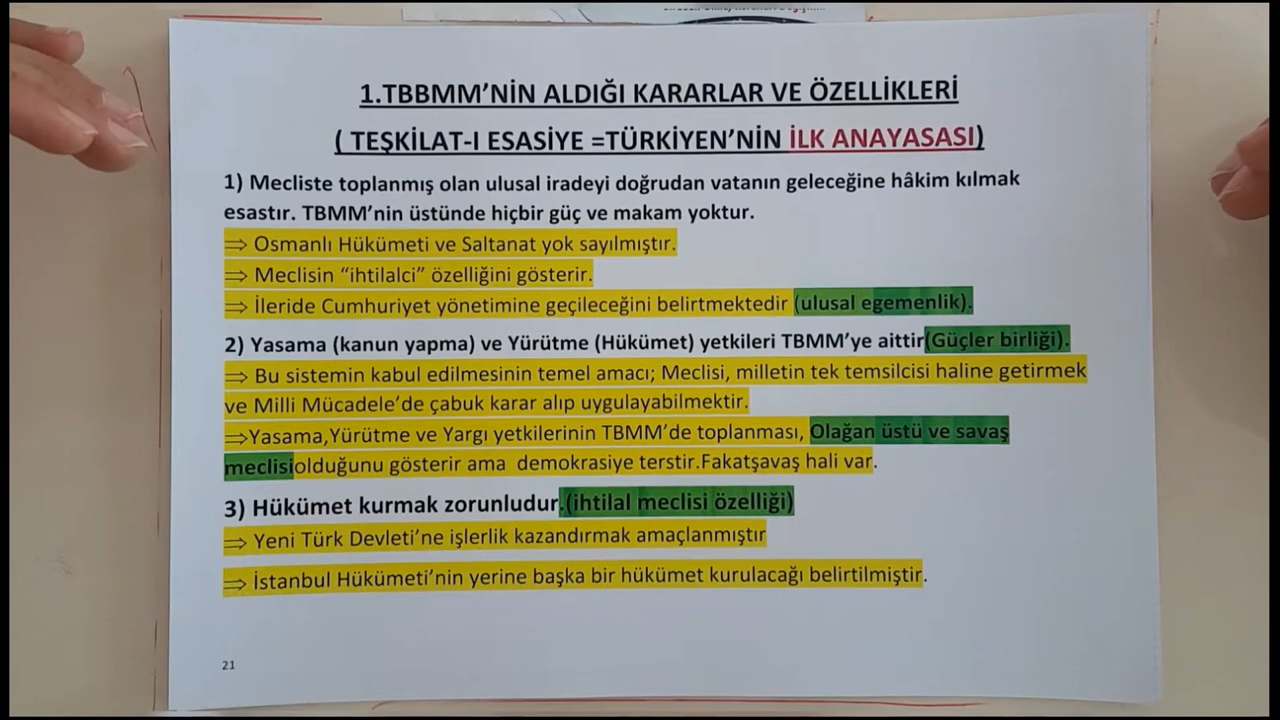 1.TBBMM’NİN ALDIĞI KARARLAR VE ÖZELLİKLERİ
( TEŞKİLAT-I ESASİYE =TÜRKİYEN’NİN İLK ANAYASASI)
1) Mecliste toplanmış olan ulusal iradeyi doğrudan vatanın geleceğine hâkim kılmak
esastır. TBMM’nin üstünde hiçbir güç ve makam yoktur.
⇒ Osmanlı Hükümeti ve Saltanat yok sayılmıştır.
⇒ Meclisin “ihtilalci” özelliğini gösterir.
⇒ İleride Cumhuriyet yönetimine geçileceğini belirtmektedir (ulusal egemenlik).
2) Yasama (kanun yapma) ve Yürütme (Hükümet) yetkileri TBMM’ye aittir(Güçler birliği).
⇒ Bu sistemin kabul edilmesinin temel amacı; Meclisi, milletin tek temsilcisi haline getirmek
ve Milli Mücadele’de çabuk karar alıp uygulayabilmektir.
⇒Yasama,Yürütme ve Yargı yetkilerinin TBMM’de toplanması, Olağan üstü ve savaş
meclisiolduğunu gösterir ama demokrasiye terstir.Fakatşavaş hali var.
3) Hükümet kurmak zorunludur.(ihtilal meclisi özelliği)
⇒ Yeni Türk Devleti’ne işlerlik kazandırmak amaçlanmıştır
⇒ İstanbul Hükümeti’nin yerine başka bir hükümet kurulacağı belirtilmiştir.
21